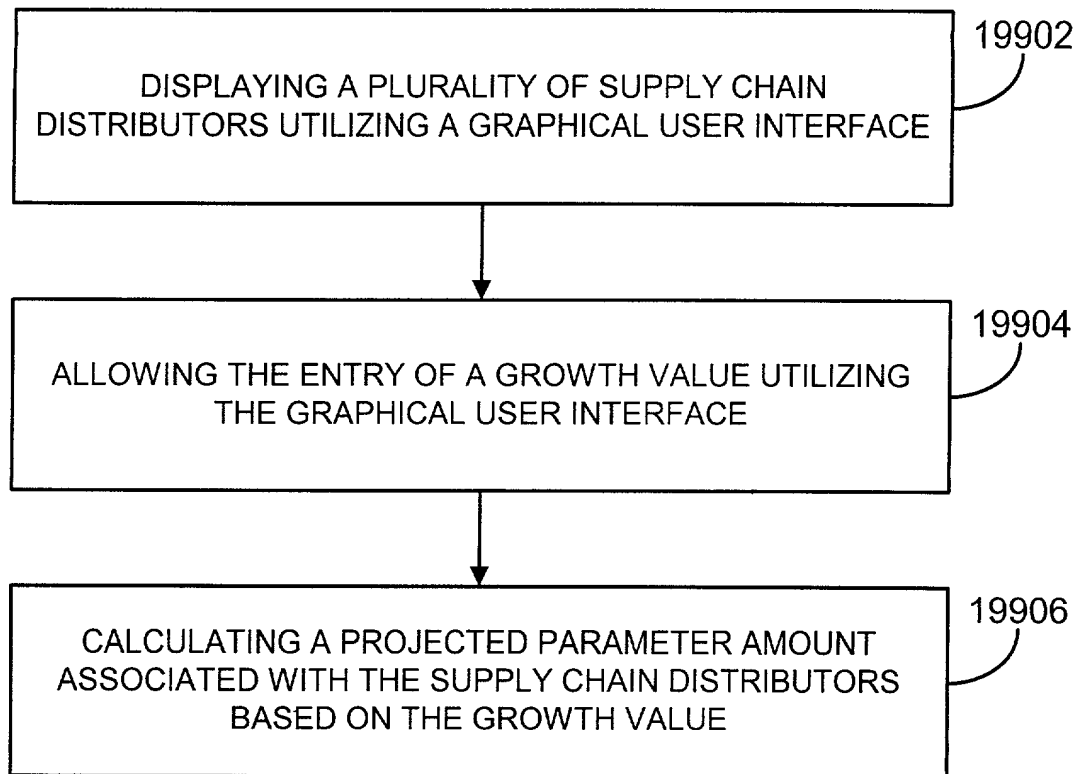 19902
DISPLAYING A PLURALITY OF SUPPLY CHAIN
DISTRIBUTORS UTILIZING A GRAPHICAL USER INTERFACE
19904
ALLOWING THE ENTRY OF A GROWTH VALUE UTILIZING
THE GRAPHICAL USER INTERFACE
19906
CALCULATING A PROJECTED PARAMETER AMOUNT
ASSOCIATED WITH THE SUPPLY CHAIN DISTRIBUTORS
BASED ON THE GROWTH VALUE